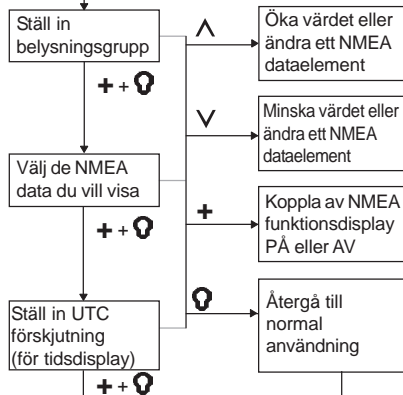 Ställ in
belysningsgrupp
+ +
Välj de NMEA
data du vill visa
+ +
Ställ in UTC
förskjutning
(för tidsdisplay)
+ +
Öka värdet eller
ändra ett NMEA
dataelement
Minska värdet eller
ändra ett NMEA
dataelement
+
Koppla av NMEA
funktionsdisplay
PÅ eller AV
Återgå till
normal
användning